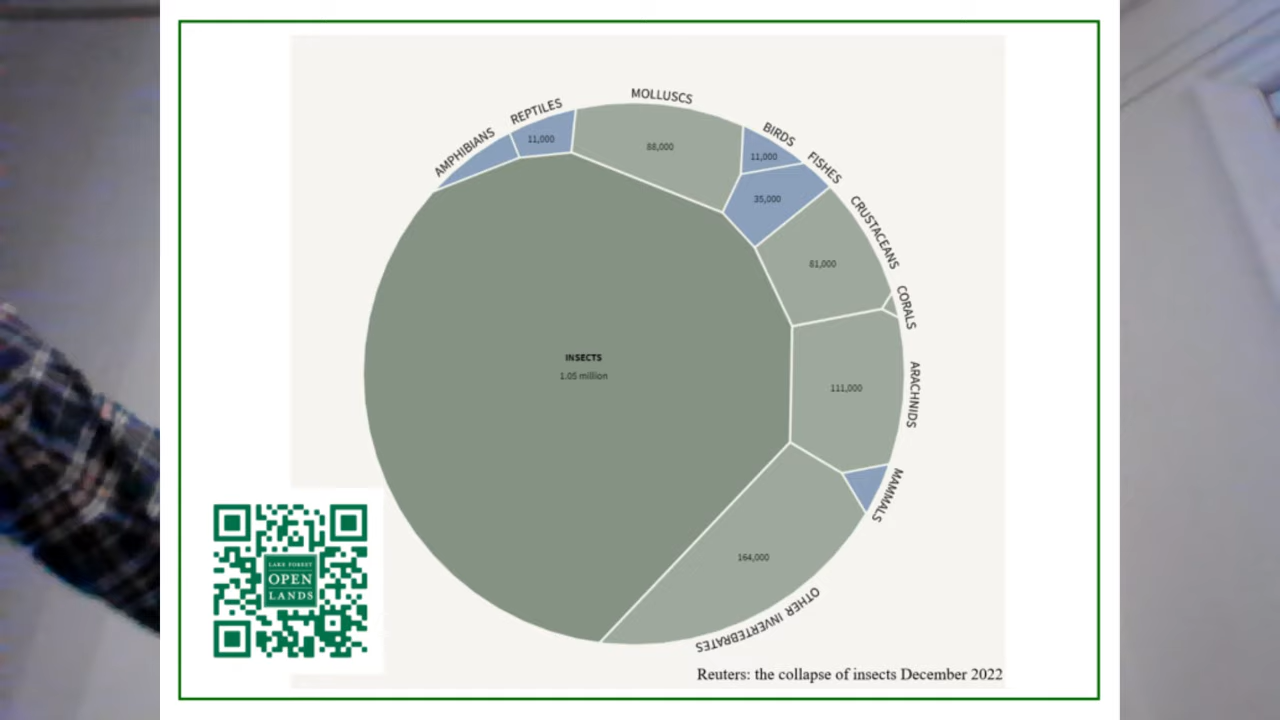 MOLLUSCS
REPTILES
AMPHIBIANS
BIRDS
FISHES
11,000
88,000
11,000
35,000
CRUSTACEANS
81,000
CORALS
INSECTS
1.05 million
ARACHNIDS
111,000
MAMMALS
164,000
OTHER INVERTEBRATES
LAKE FOREST
OPEN
LANDS
Reuters: the collapse of insects December 2022